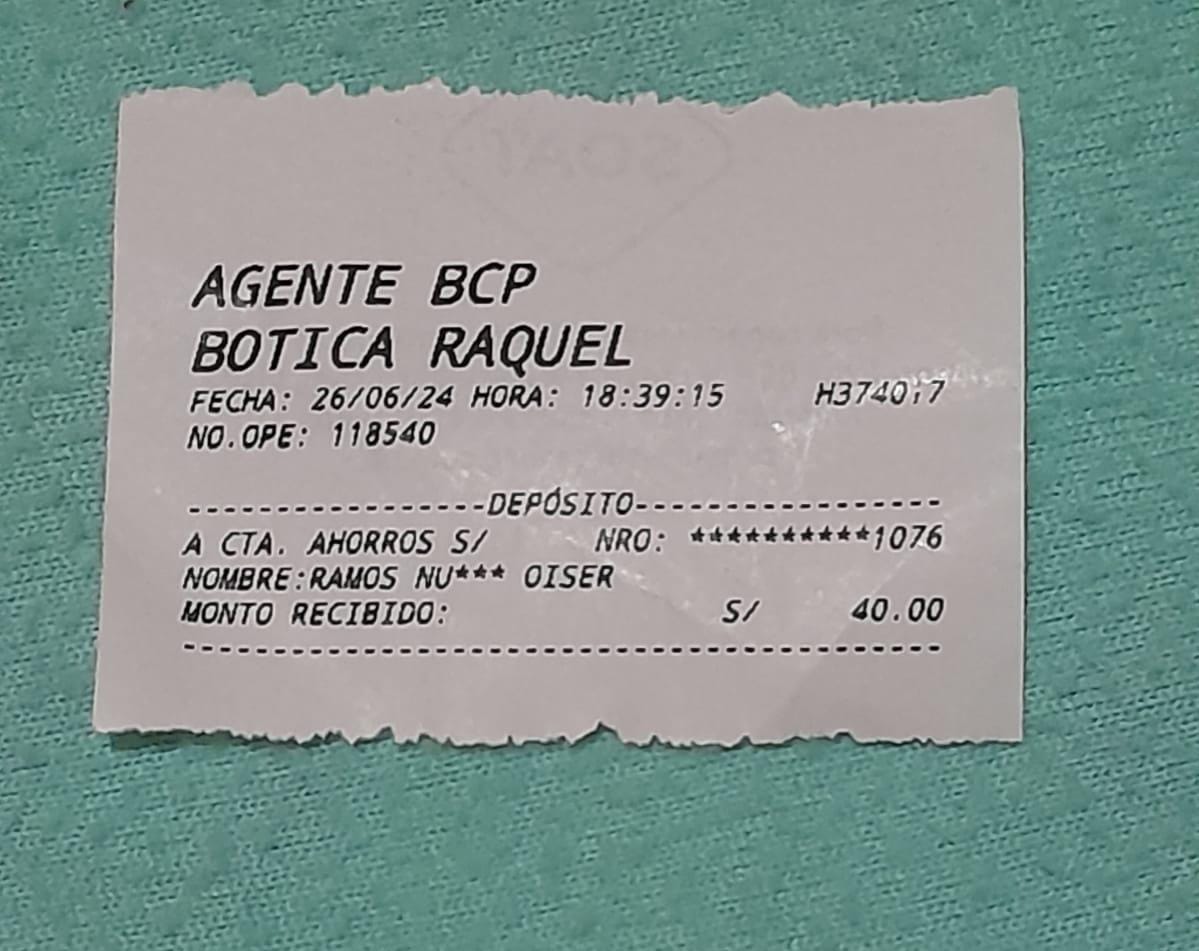 SOAT
AGENTE BCP
BOTICA RAQUEL
FECHA: 26/06/24 HORA: 18:39:15
NO.OPE: 118540
------------------DEPÓSITO------------------
A CTA. AHORROS S/ NRO: **********1076
NOMBRE:RAMOS NU*** OISER
MONTO RECIBIDO: S/ 40.00